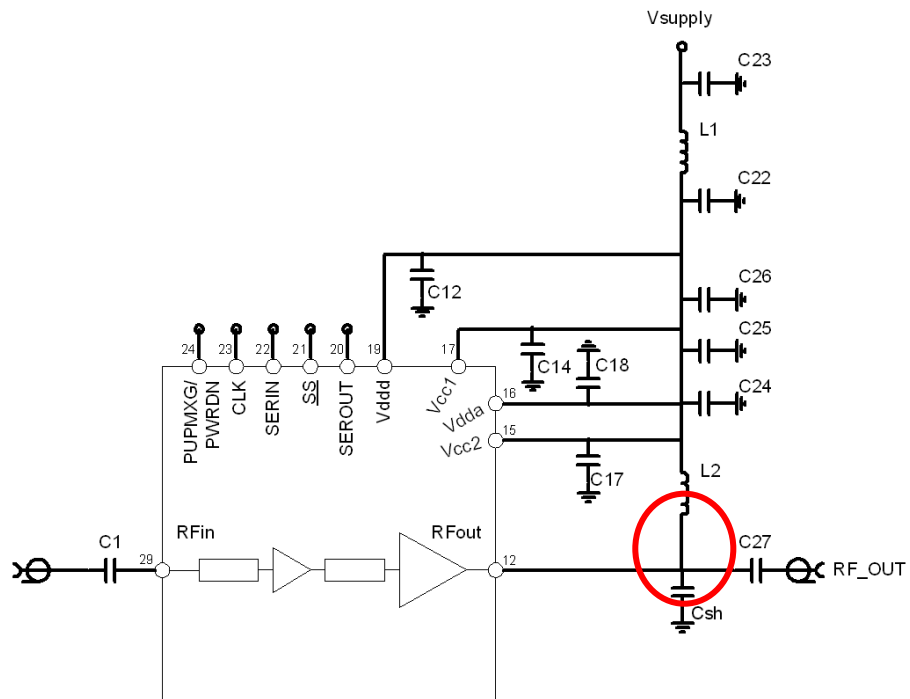 Vsupply
C23
L1
C22
C12
C26
C25
C14
C18
C24
24
23
22
21
20
19
17
16
15
PUPMXG/
PWRDN
CLK
SERIN
SS
SEROUT
Vddd
Vcc1
Vdda
Vcc2
C17
L2
C1
29
RFin
RFout
12
C27
RF_OUT
Csh